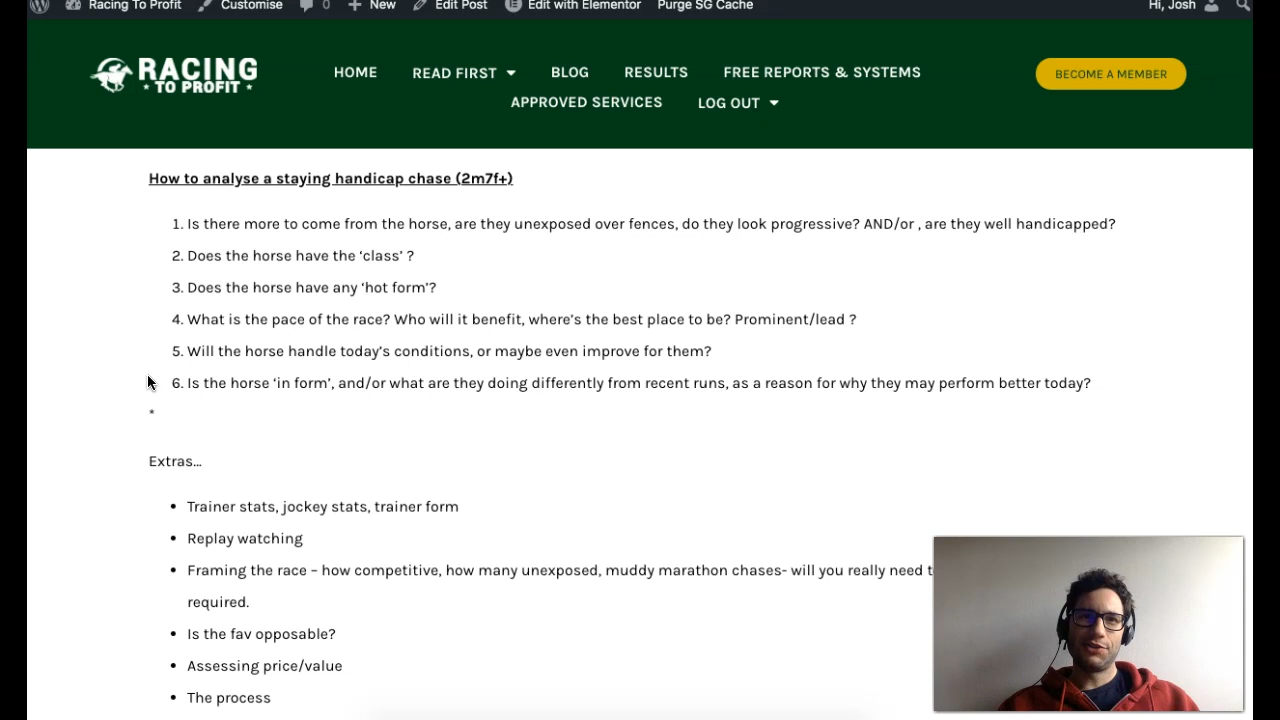 Racing To Profit Customise 0 New Edit Post Edit with Elementor Purge SG Cache Hi, Josh
RACING
TO PROFIT
HOME READ FIRST BLOG RESULTS FREE REPORTS & SYSTEMS
APPROVED SERVICES LOG OUT
BECOME A MEMBER
How to analyse a staying handicap chase (2m7f+)
1. Is there more to come from the horse, are they unexposed over fences, do they look progressive? AND/or , are they well handicapped?
2. Does the horse have the ‘class’ ?
3. Does the horse have any ‘hot form’?
4. What is the pace of the race? Who will it benefit, where’s the best place to be? Prominent/lead ?
5. Will the horse handle today’s conditions, or maybe even improve for them?
6. Is the horse ‘in form’, and/or what are they doing differently from recent runs, as a reason for why they may perform better today?
*
Extras…
• Trainer stats, jockey stats, trainer form
• Replay watching
• Framing the race – how competitive, how many unexposed, muddy marathon chases- will you really need
required.
• Is the fav opposable?
• Assessing price/value
• The process